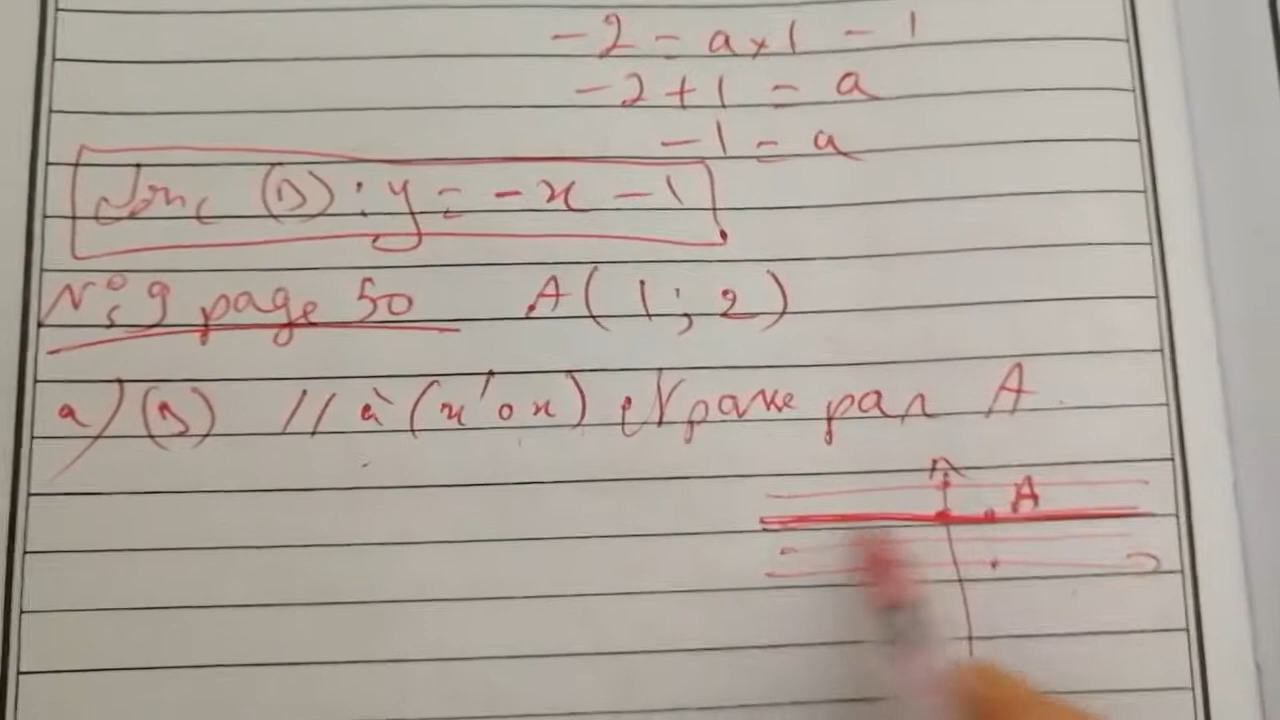 -2 = a x 1 - 1
-2 + 1 = a
-1 = a
donc (D) : y = -x - 1
N°s 9 page 50 A(1 ; 2)
a) (D) // à (x'ox) et passe par A
A